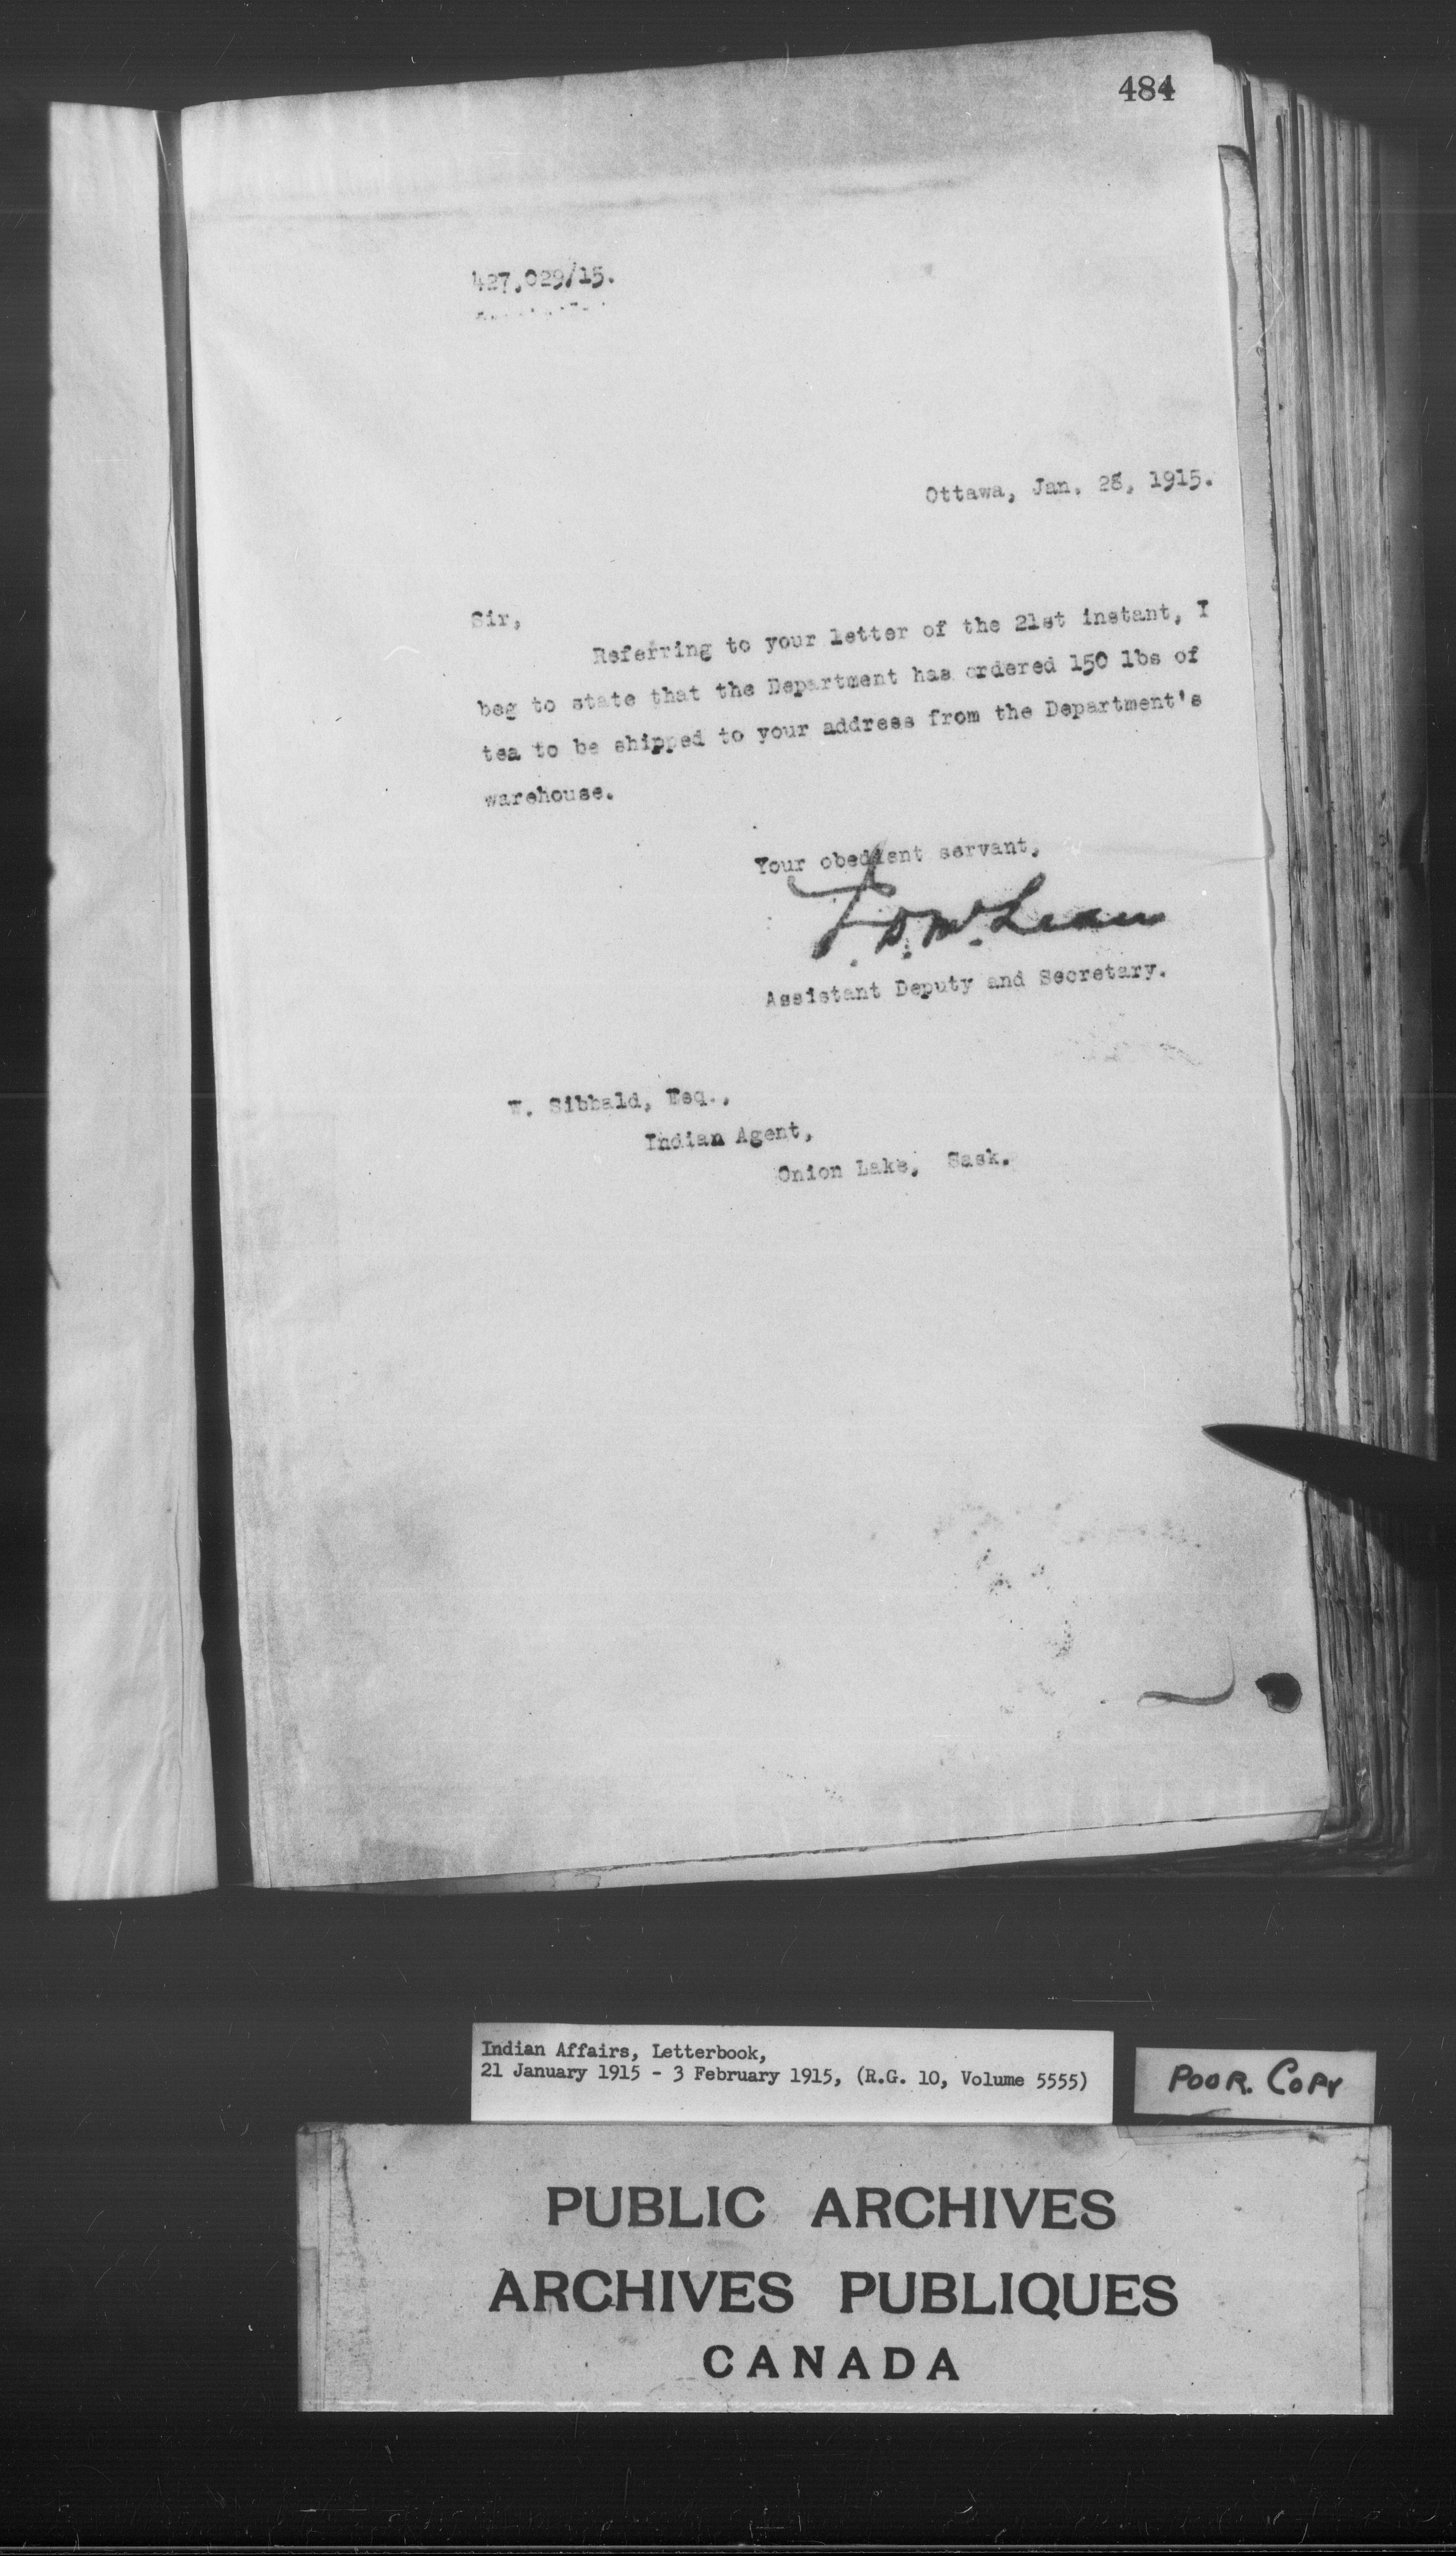 484
427,029/15.
Ottawa, Jan. 28, 1915.
Sir,
Referring to your letter of the 21st instant, I
beg to state that the Department has ordered 150 lbs of
tea to be shipped to your address from the Department's
warehouse.
Your obedient servant,
J. D. McLean
Assistant Deputy and Secretary.
W. Sibbald, Esq.,
Indian Agent,
Onion Lake, Sask.
Indian Affairs, Letterbook,
21 January 1915 - 3 February 1915, (R.G. 10, Volume 5555)
POOR. COPY
PUBLIC ARCHIVES
ARCHIVES PUBLIQUES
CANADA